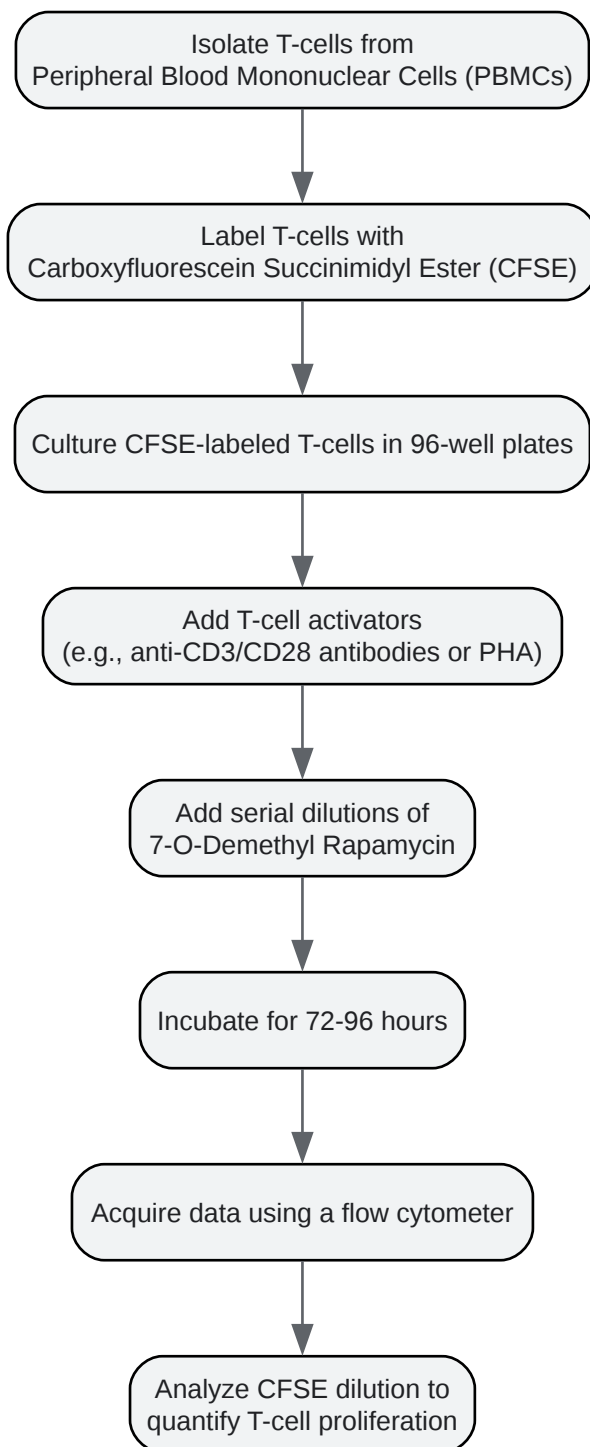 Isolate T-cells from
Peripheral Blood Mononuclear Cells (PBMCs)
Label T-cells with
Carboxyfluorescein Succinimidyl Ester (CFSE)
Culture CFSE-labeled T-cells in 96-well plates
Add T-cell activators
(e.g., anti-CD3/CD28 antibodies or PHA)
Add serial dilutions of
7-O-Demethyl Rapamycin
Incubate for 72-96 hours
Acquire data using a flow cytometer
Analyze CFSE dilution to
quantify T-cell proliferation